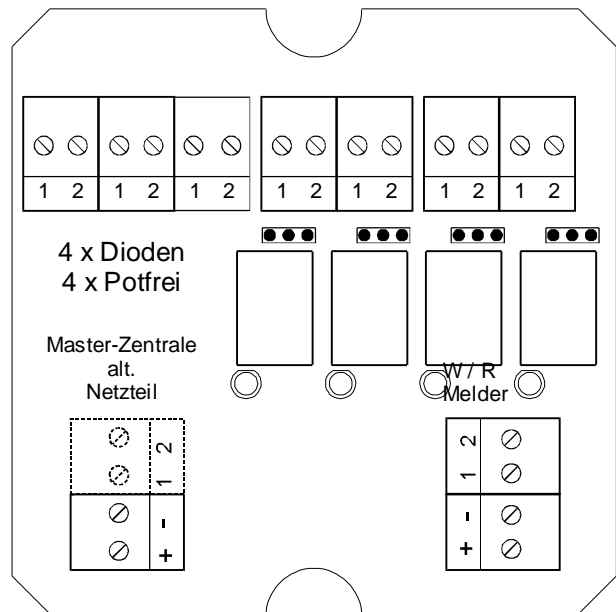 1 2 1 2 1 2 1 2 1 2 1 2 1 2
4 x Dioden
4 x Potfrei
Master-Zentrale
alt.
Netzteil
W / R
Melder
2
1
-
+
2
1
-
+